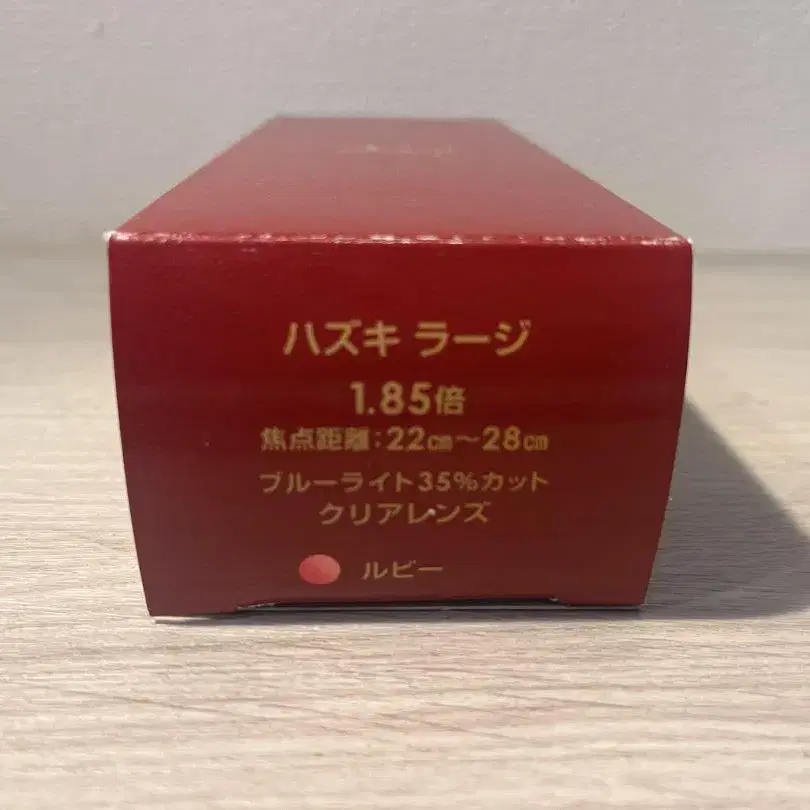 ハズキ ラージ
1.85倍
焦点距離:22cm〜28cm
ブルーライト35%カット
クリアレンズ
ルビー